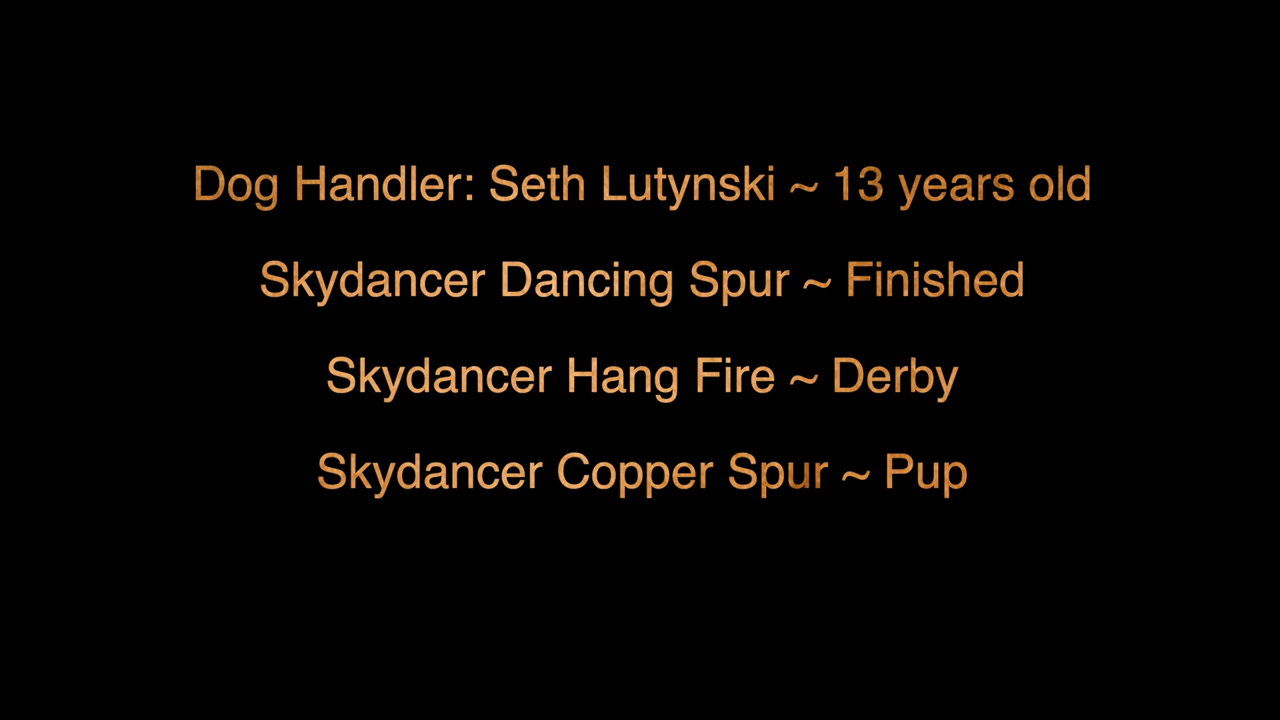 Dog Handler: Seth Lutynski ~ 13 years old
Skydancer Dancing Spur ~ Finished
Skydancer Hang Fire ~ Derby
Skydancer Copper Spur ~ Pup